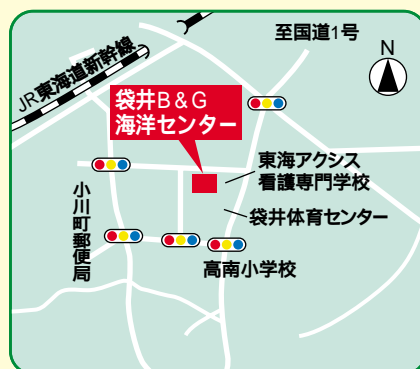 至国道1号
N
JR東海道新幹線
袋井B&G
海洋センター
東海アクシス
看護専門学校
小川町郵便局
袋井体育センター
高南小学校